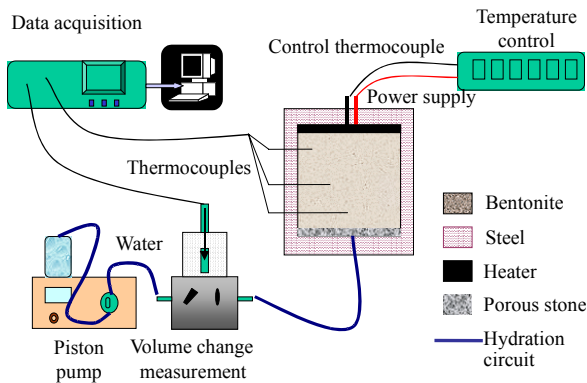 Data acquisition
Temperature
control
Control thermocouple
Power supply
Thermocouples
Water
Piston
pump
Volume change
measurement
Bentonite
Steel
Heater
Porous stone
Hydration
circuit